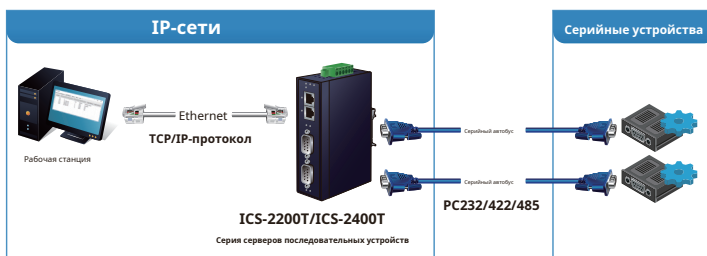 IP-сети
Серийные устройства
Ethernet
TCP/IP-протокол
Рабочая станция
Серийный автобус
Серийный автобус
РС232/422/485
ICS-2200T/ICS-2400T
Серия серверов последовательных устройств